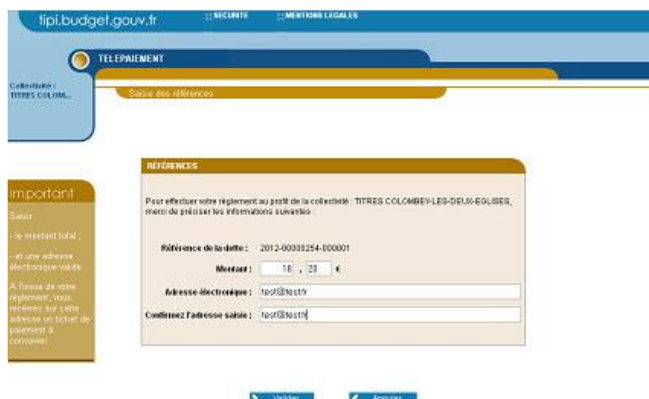 tipi.budget.gouv.fr
:: SECURITE
:: MENTIONS LEGALES
TELEPAIEMENT
Collectivité :
TITRES COLOM...
Saisie des références
important
Saisir :
- le montant total ;
- et une adresse
électronique valide.
A l'issue de votre
règlement, vous
recevrez sur cette
adresse un ticket de
paiement à
conserver.
RÉFÉRENCES
Pour effectuer votre règlement au profit de la collectivité : TITRES COLOMBEY-LES-DEUX-EGLISES,
merci de préciser les informations suivantes :
Référence de la dette : 2012-00000254-000001
Montant : 18 , 20 €
Adresse électronique : test@test.fr
Confirmez l'adresse saisie : test@test.fr
Valider
Annuler